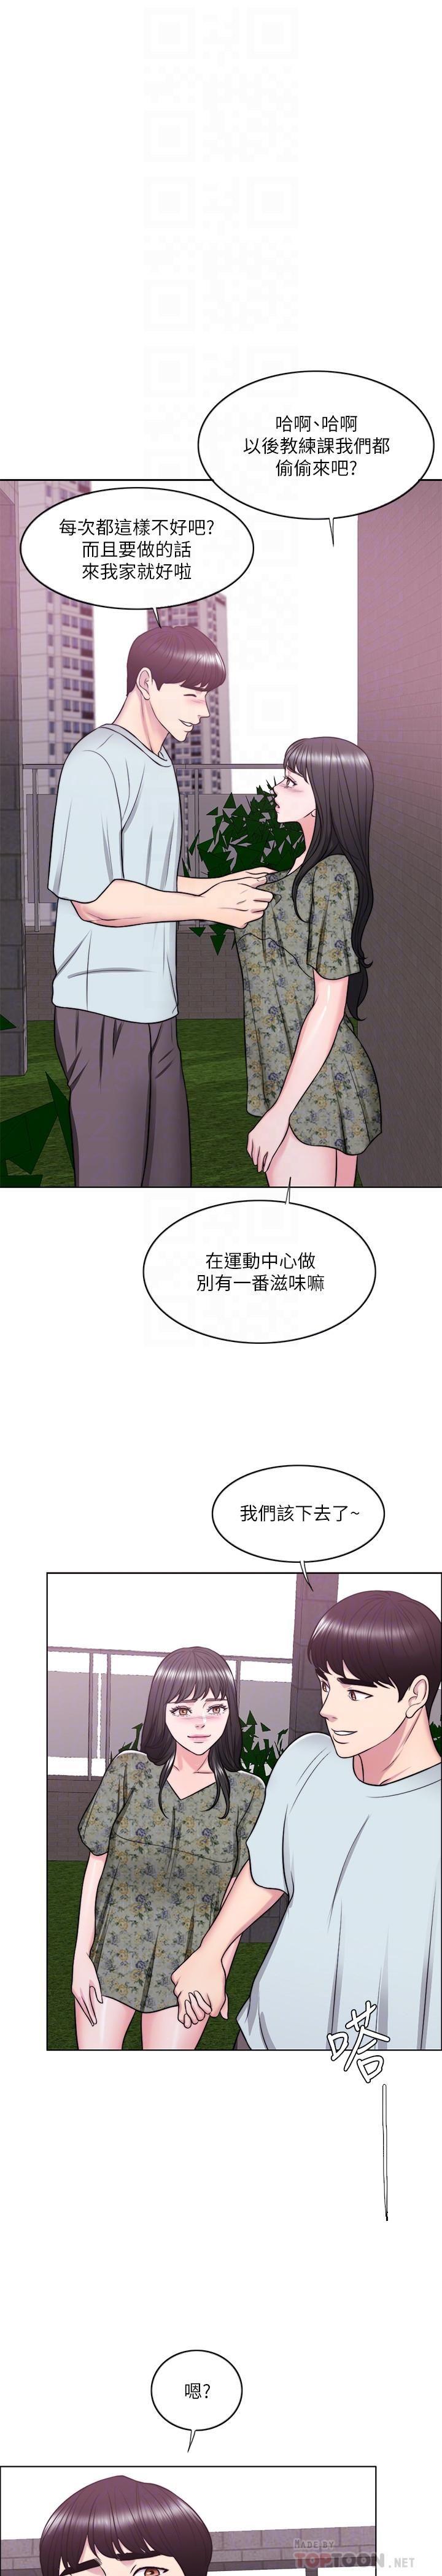 哈啊、哈啊
以後教練課我們都
偷偷來吧?
每次都這樣不好吧?
而且要做的話
來我家就好啦
在運動中心做
別有一番滋味嘛
我們該下去了~
嗒
嗯?
MADE BY
TOPTOON.NET